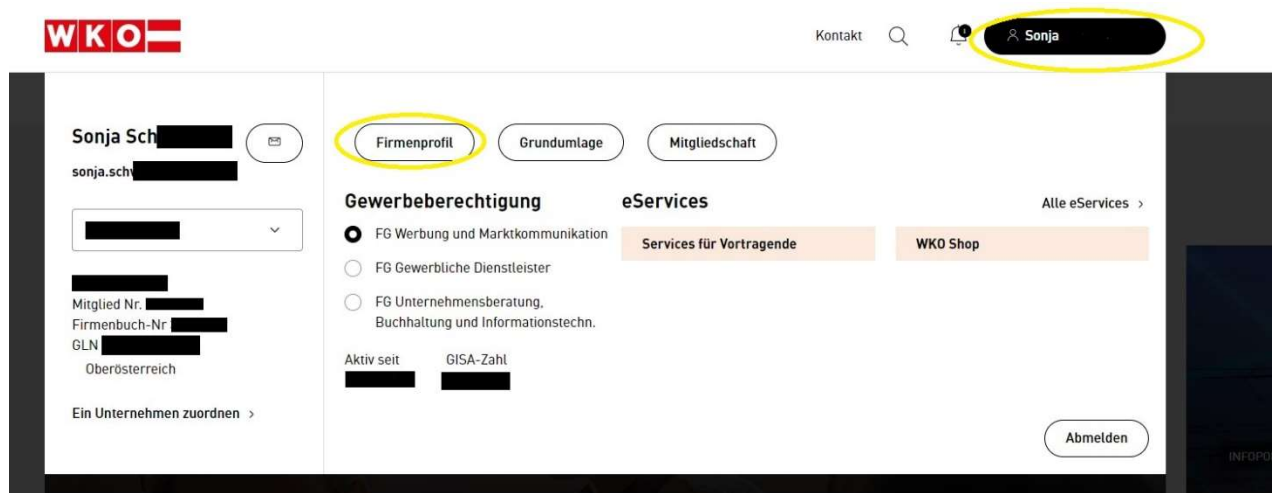 WKO
Kontakt
Sonja
Sonja Sch
sonja.sch
Firmenprofil
Grundumlage
Mitgliedschaft
Gewerbeberechtigung
eServices
Alle eServices >
FG Werbung und Marktkommunikation
Services für Vortragende
WKO Shop
FG Gewerbliche Dienstleister
FG Unternehmensberatung,
Buchhaltung und Informationstechn.
Mitglied Nr.
Firmenbuch-Nr
GLN
Oberösterreich
Aktiv seit
GISA-Zahl
Ein Unternehmen zuordnen >
Abmelden
INFOPO